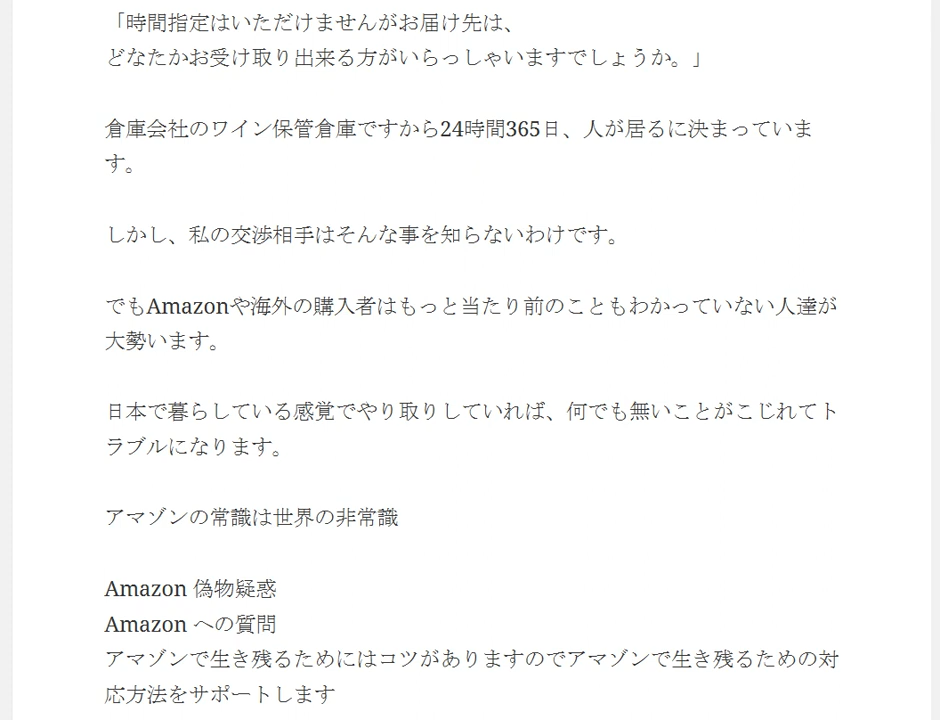 「時間指定はいただけませんがお届け先は、
どなたかお受け取り出来る方がいらっしゃいますでしょうか。」
倉庫会社のワイン保管倉庫ですから24時間365日、人が居るに決まっていま
す。
しかし、私の交渉相手はそんな事を知らないわけです。
でもAmazonや海外の購入者はもっと当たり前のこともわかっていない人達が
大勢います。
日本で暮らしている感覚でやり取りしていれば、何でも無いことがこじれてト
ラブルになります。
アマゾンの常識は世界の非常識
Amazon 偽物疑惑
Amazon への質問
アマゾンで生き残るためにはコツがありますのでアマゾンで生き残るための対
応方法をサポートします